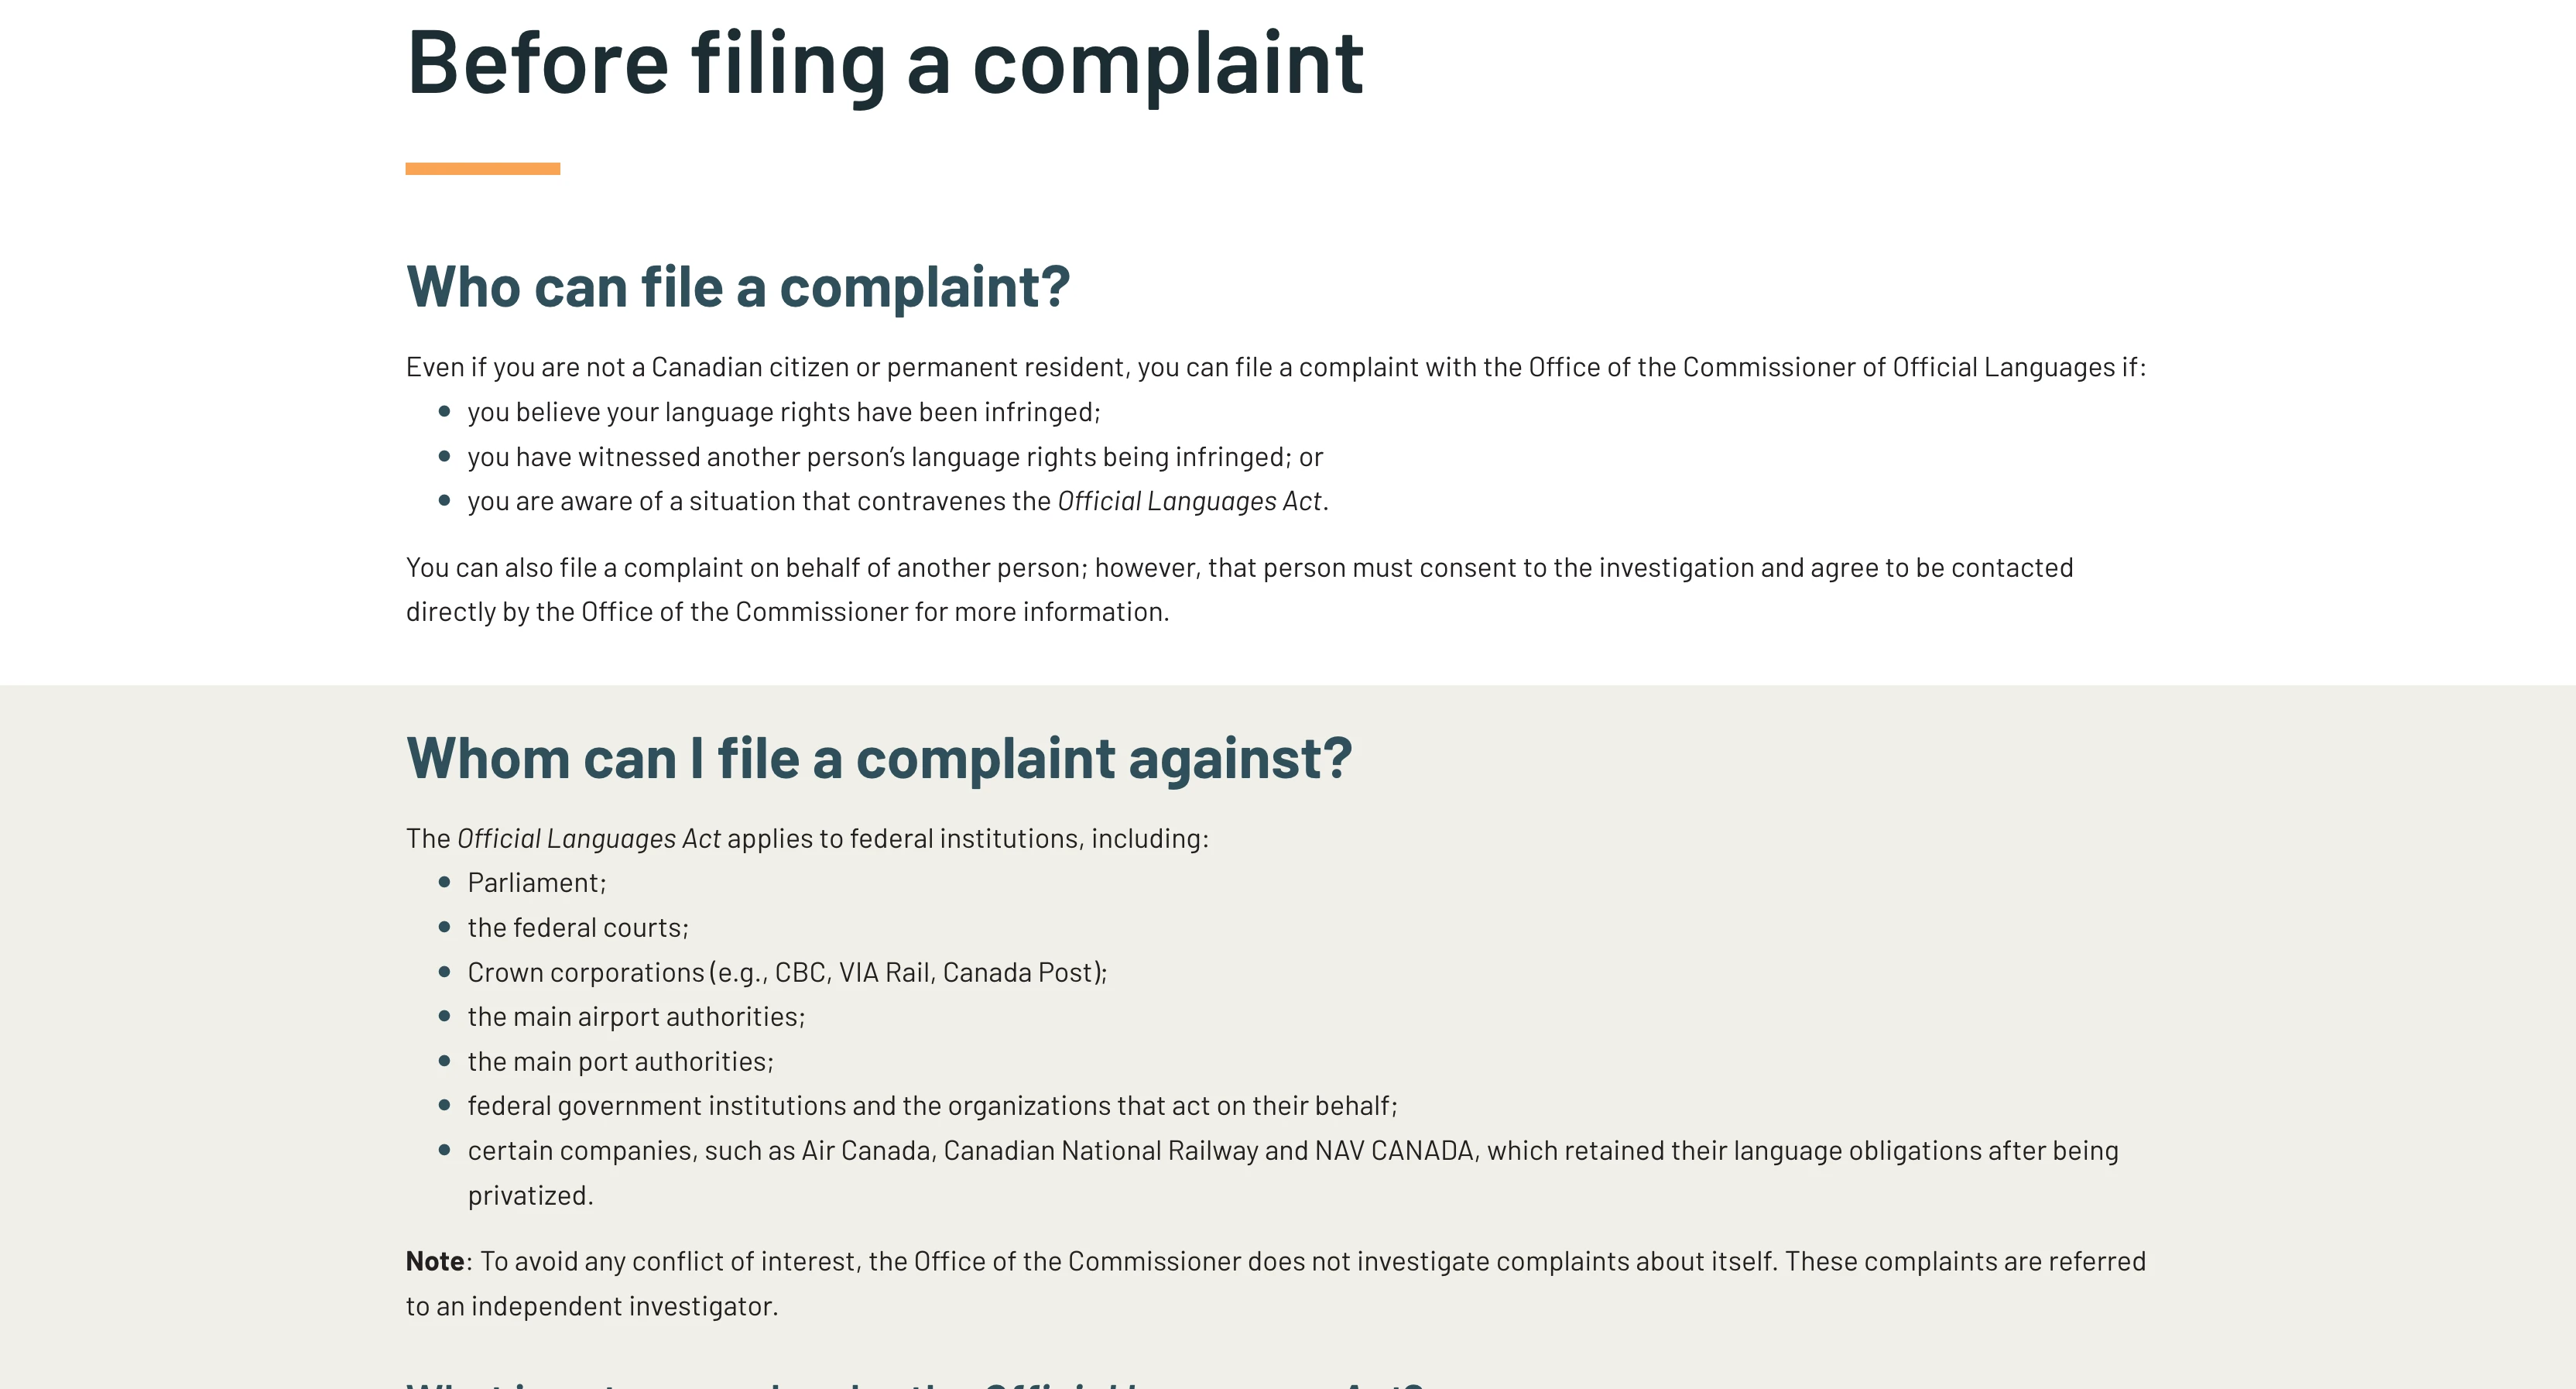 Before filing a complaint
Who can file a complaint?
Even if you are not a Canadian citizen or permanent resident, you can file a complaint with the Office of the Commissioner of Official Languages if:
you believe your language rights have been infringed;
you have witnessed another person’s language rights being infringed; or
you are aware of a situation that contravenes the Official Languages Act.
You can also file a complaint on behalf of another person; however, that person must consent to the investigation and agree to be contacted
directly by the Office of the Commissioner for more information.
Whom can I file a complaint against?
The Official Languages Act applies to federal institutions, including:
Parliament;
the federal courts;
Crown corporations (e.g., CBC, VIA Rail, Canada Post);
the main airport authorities;
the main port authorities;
federal government institutions and the organizations that act on their behalf;
certain companies, such as Air Canada, Canadian National Railway and NAV CANADA, which retained their language obligations after being
privatized.
Note: To avoid any conflict of interest, the Office of the Commissioner does not investigate complaints about itself. These complaints are referred
to an independent investigator.